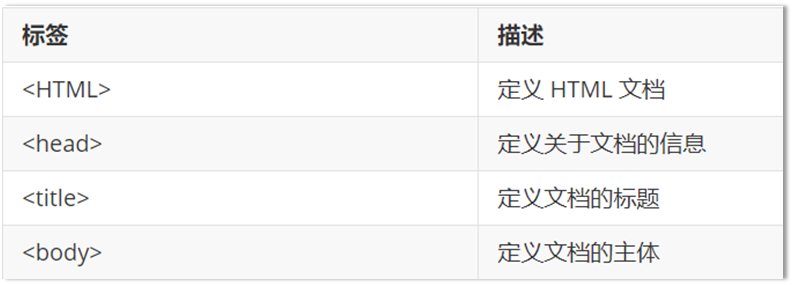 标签 描述
<HTML> 定义 HTML 文档
<head> 定义关于文档的信息
<title> 定义文档的标题
<body> 定义文档的主体